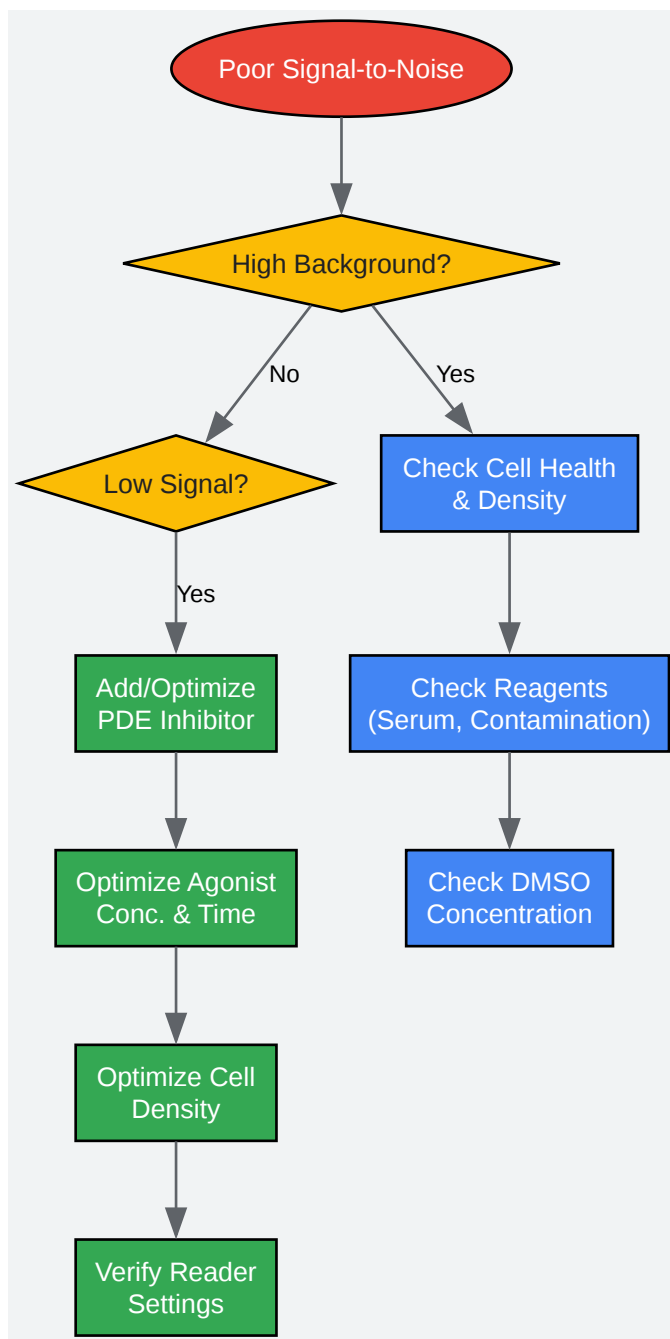 Poor Signal-to-Noise
High Background?
No
Yes
Low Signal?
Check Cell Health
& Density
Yes
Add/Optimize
PDE Inhibitor
Check Reagents
(Serum, Contamination)
Optimize Agonist
Conc. & Time
Check DMSO
Concentration
Optimize Cell
Density
Verify Reader
Settings